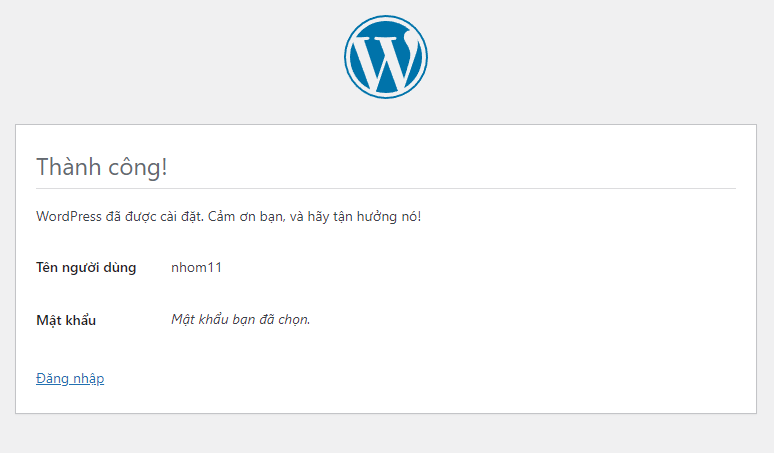 Thành công!
WordPress đã được cài đặt. Cảm ơn bạn, và hãy tận hưởng nó!
Tên người dùng nhom11
Mật khẩu Mật khẩu bạn đã chọn.
Đăng nhập